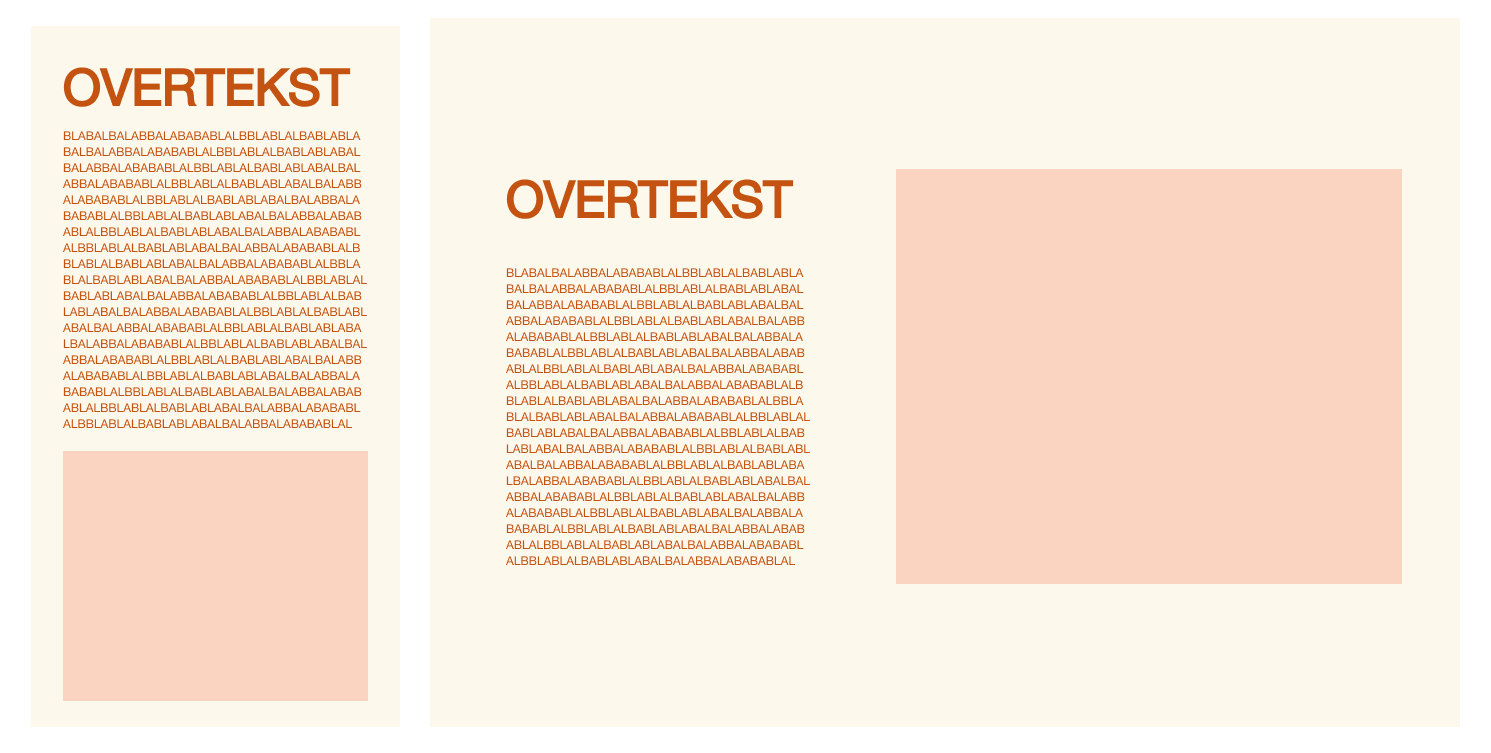 OVERTEKST
BLABALBALABBALABABABLALBBLABLALBABLABLA
BALBALABBALABABABLALBBLABLALBABLABLABAL
BALABBALABABABLALBBLABLALBABLABLABALBAL
ABBALABABABLALBBLABLALBABLABLABALBALABB
ALABABABLALBBLABLALBABLABLABALBALABBALA
BABABLALBBLABLALBABLABLABALBALABBALABAB
ABLALBBLABLALBABLABLABALBALABBALABABABL
ALBBLABLALBABLABLABALBALABBALABABABLALB
BLABLALBABLABLABALBALABBALABABABLALBBLA
BLALBABLABLABALBALABBALABABABLALBBLABLAL
BABLABLABALBALABBALABABABLALBBLABLALBAB
LABLABALBALABBALABABABLALBBLABLALBABLABL
ABALBALABBALABABABLALBBLABLALBABLABLABA
LBALABBALABABABLALBBLABLALBABLABLABALBAL
ABBALABABABLALBBLABLALBABLABLABALBALABB
ALABABABLALBBLABLALBABLABLABALBALABBALA
BABABLALBBLABLALBABLABLABALBALABBALABAB
ABLALBBLABLALBABLABLABALBALABBALABABABL
ALBBLABLALBABLABLABALBALABBALABABABLAL
OVERTEKST
BLABALBALABBALABABABLALBBLABLALBABLABLA
BALBALABBALABABABLALBBLABLALBABLABLABAL
BALABBALABABABLALBBLABLALBABLABLABALBAL
ABBALABABABLALBBLABLALBABLABLABALBALABB
ALABABABLALBBLABLALBABLABLABALBALABBALA
BABABLALBBLABLALBABLABLABALBALABBALABAB
ABLALBBLABLALBABLABLABALBALABBALABABABL
ALBBLABLALBABLABLABALBALABBALABABABLALB
BLABLALBABLABLABALBALABBALABABABLALBBLA
BLALBABLABLABALBALABBALABABABLALBBLABLAL
BABLABLABALBALABBALABABABLALBBLABLALBAB
LABLABALBALABBALABABABLALBBLABLALBABLABL
ABALBALABBALABABABLALBBLABLALBABLABLABA
LBALABBALABABABLALBBLABLALBABLABLABALBAL
ABBALABABABLALBBLABLALBABLABLABALBALABB
ALABABABLALBBLABLALBABLABLABALBALABBALA
BABABLALBBLABLALBABLABLABALBALABBALABAB
ABLALBBLABLALBABLABLABALBALABBALABABABL
ALBBLABLALBABLABLABALBALABBALABABABLAL